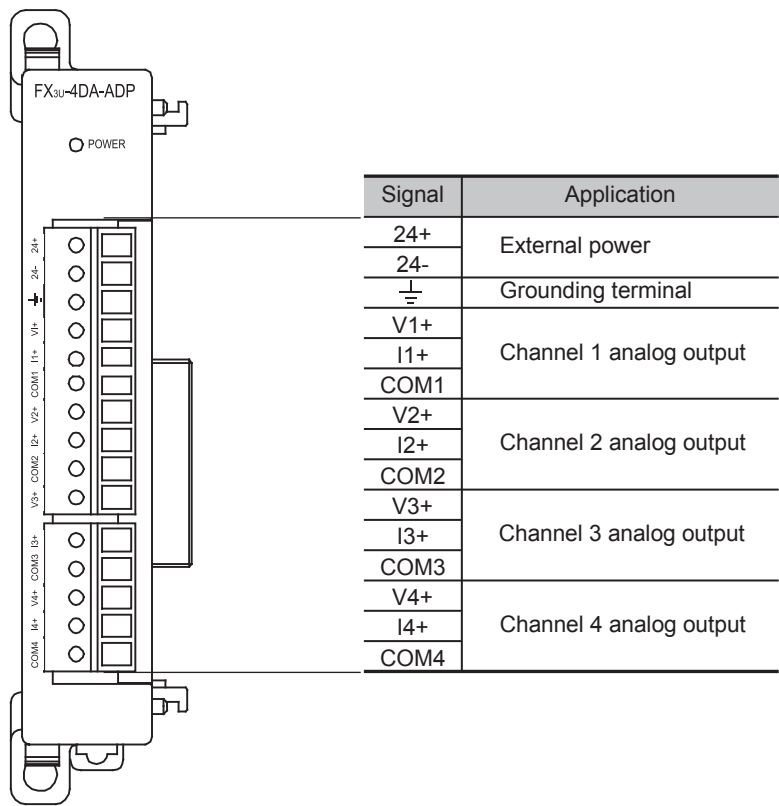 FX3U-4DA-ADP
POWER
24+
24-
⏚
VI+
I1+
COM1
V2+
I2+
COM2
V3+
I3+
COM3
V4+
I4+
COM4
Signal Application
24+ External power
24-
⏚ Grounding terminal
V1+
I1+ Channel 1 analog output
COM1
V2+
I2+ Channel 2 analog output
COM2
V3+
I3+ Channel 3 analog output
COM3
V4+
I4+ Channel 4 analog output
COM4